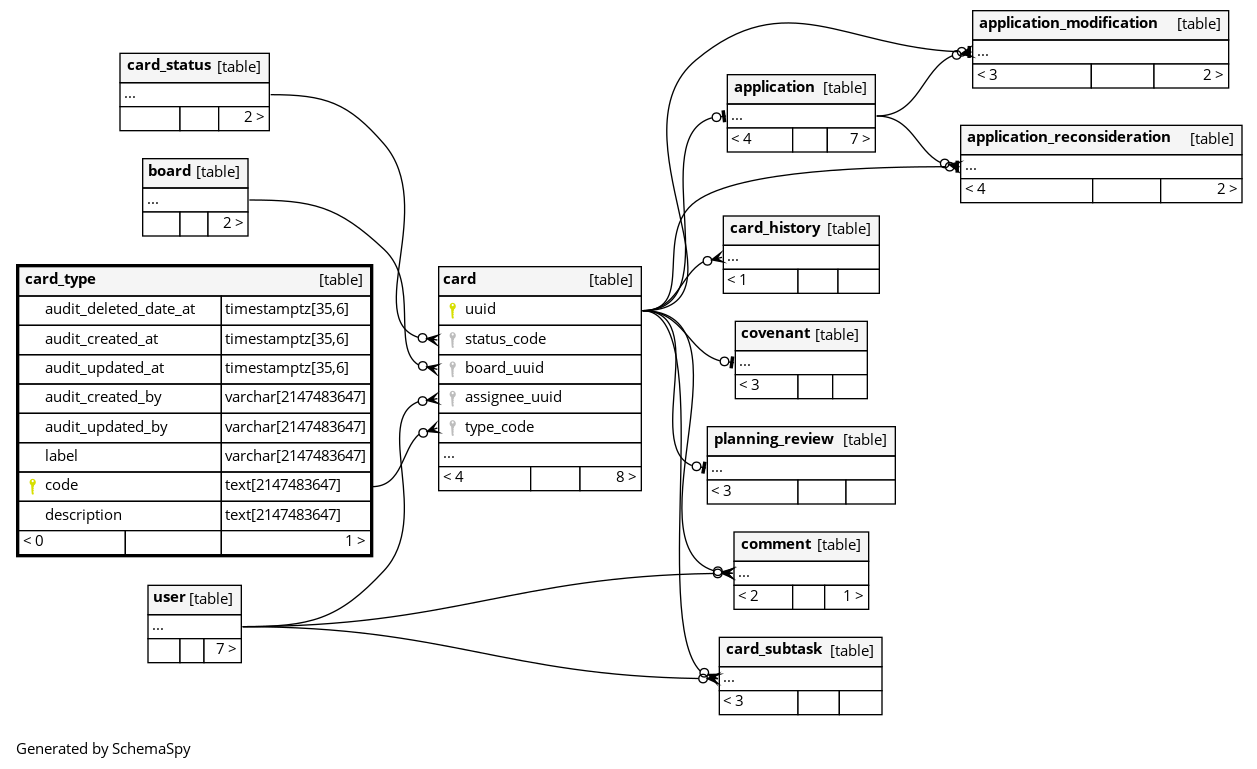 card_status [table]
...
2 >
board [table]
...
2 >
card_type [table]
audit_deleted_date_at timestamptz[35,6]
audit_created_at timestamptz[35,6]
audit_updated_at timestamptz[35,6]
audit_created_by varchar[2147483647]
audit_updated_by varchar[2147483647]
label varchar[2147483647]
code text[2147483647]
description text[2147483647]
< 0 1 >
user [table]
...
7 >
card [table]
uuid
status_code
board_uuid
assignee_uuid
type_code
...
< 4 8 >
application [table]
...
< 4 7 >
card_history [table]
...
< 1
covenant [table]
...
< 3
planning_review [table]
...
< 3
comment [table]
...
< 2 1 >
card_subtask [table]
...
< 3
application_modification [table]
...
< 3 2 >
application_reconsideration [table]
...
< 4 2 >
Generated by SchemaSpy